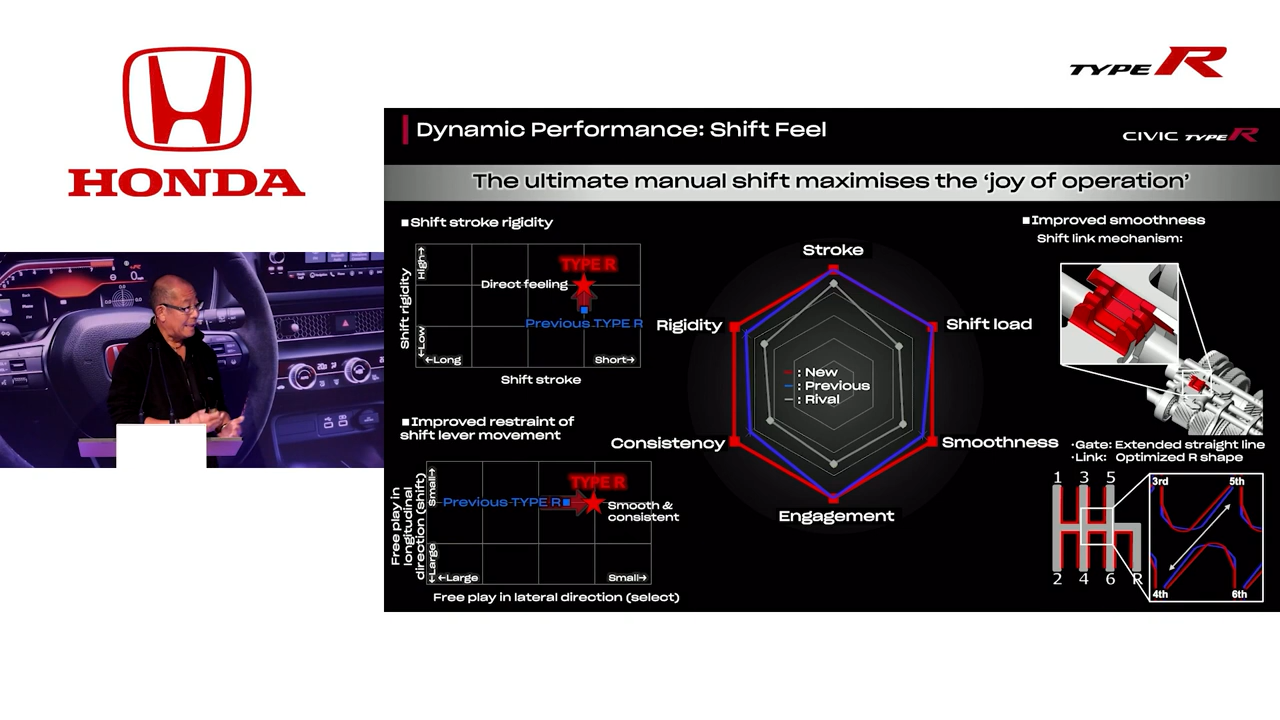 HONDA
TYPE R
Dynamic Performance: Shift Feel
CIVIC TYPE R
The ultimate manual shift maximises the ‘joy of operation’
■Shift stroke rigidity
Shift rigidity
High→
←Low
TYPE R
Direct feeling
Previous TYPE R
←Long
Short→
Shift stroke
■Improved restraint of
shift lever movement
Free play in
longitudinal
direction (shift)
Small→
←Large
TYPE R
Previous TYPE R
Smooth &
consistent
←Large
Small→
Free play in lateral direction (select)
Stroke
Rigidity
Shift load
: New
: Previous
: Rival
Consistency
Smoothness
Engagement
■Improved smoothness
Shift link mechanism:
·Gate: Extended straight line
·Link: Optimized R shape
1 3 5
2 4 6 R
3rd 5th
4th 6th